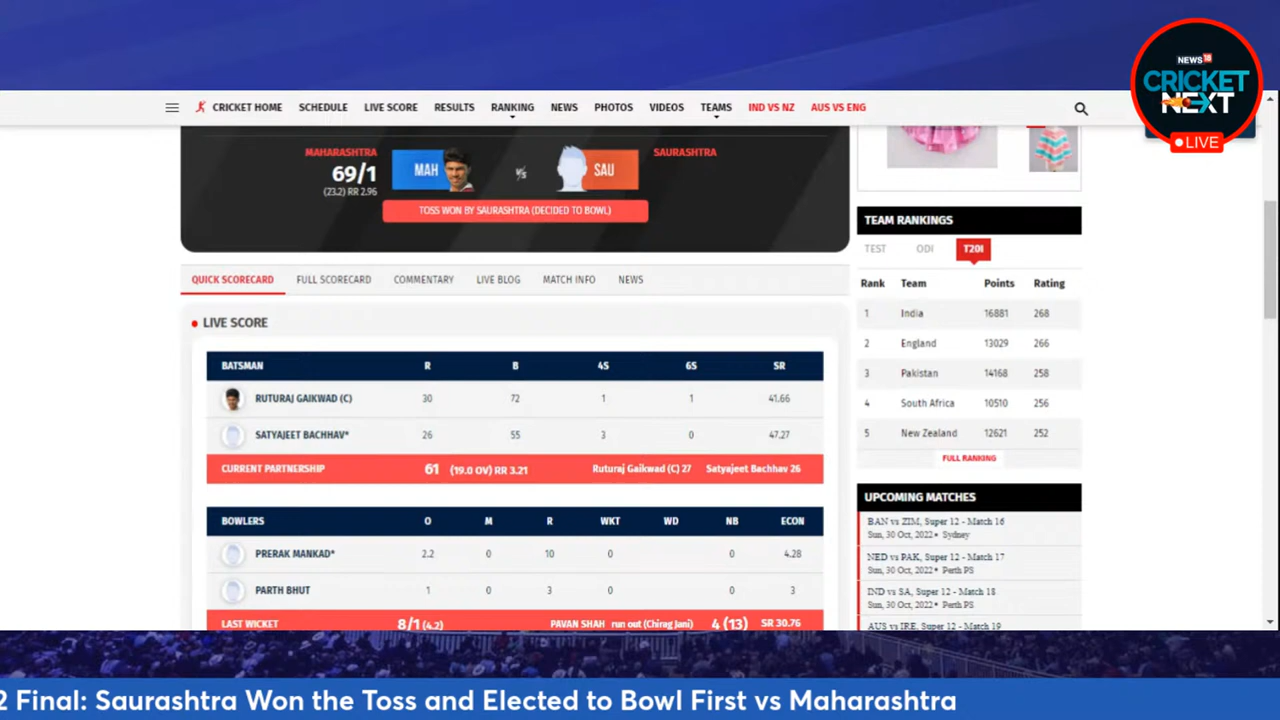 NEWS18
CRICKET
NEXT
LIVE
CRICKET HOME SCHEDULE LIVE SCORE RESULTS RANKING NEWS PHOTOS VIDEOS TEAMS IND VS NZ AUS VS ENG
MAHARASHTRA
69/1
(23.2) RR 2.96
MAH
V/S
SAU
SAURASHTRA
TOSS WON BY SAURASHTRA (DECIDED TO BOWL)
QUICK SCORECARD FULL SCORECARD COMMENTARY LIVE BLOG MATCH INFO NEWS
LIVE SCORE
BATSMAN R B 4S 6S SR
RUTURAJ GAIKWAD (C) 30 72 1 1 41.66
SATYAJEET BACHHAV* 26 55 3 0 47.27
CURRENT PARTNERSHIP 61 (19.0 OV) RR 3.21 Ruturaj Gaikwad (C) 27 Satyajeet Bachhav 26
BOWLERS O M R WKT WD NB ECON
PRERAK MANKAD* 2.2 0 10 0 0 4.28
PARTH BHUT 1 0 3 0 0 3
LAST WICKET 8/1 (4.2) PAVAN SHAH run out (Chirag Jani) 4 (13) SR 30.76
TEAM RANKINGS
TEST ODI T20I
Rank Team Points Rating
1 India 16881 268
2 England 13029 266
3 Pakistan 14168 258
4 South Africa 10510 256
5 New Zealand 12621 252
FULL RANKING
UPCOMING MATCHES
BAN vs ZIM, Super 12 - Match 16
Sun, 30 Oct, 2022• Sydney
NED vs PAK, Super 12 - Match 17
Sun, 30 Oct, 2022• Perth PS
IND vs SA, Super 12 - Match 18
Sun, 30 Oct, 2022• Perth PS
AUS vs IRE, Super 12 - Match 19
2 Final: Saurashtra Won the Toss and Elected to Bowl First vs Maharashtra